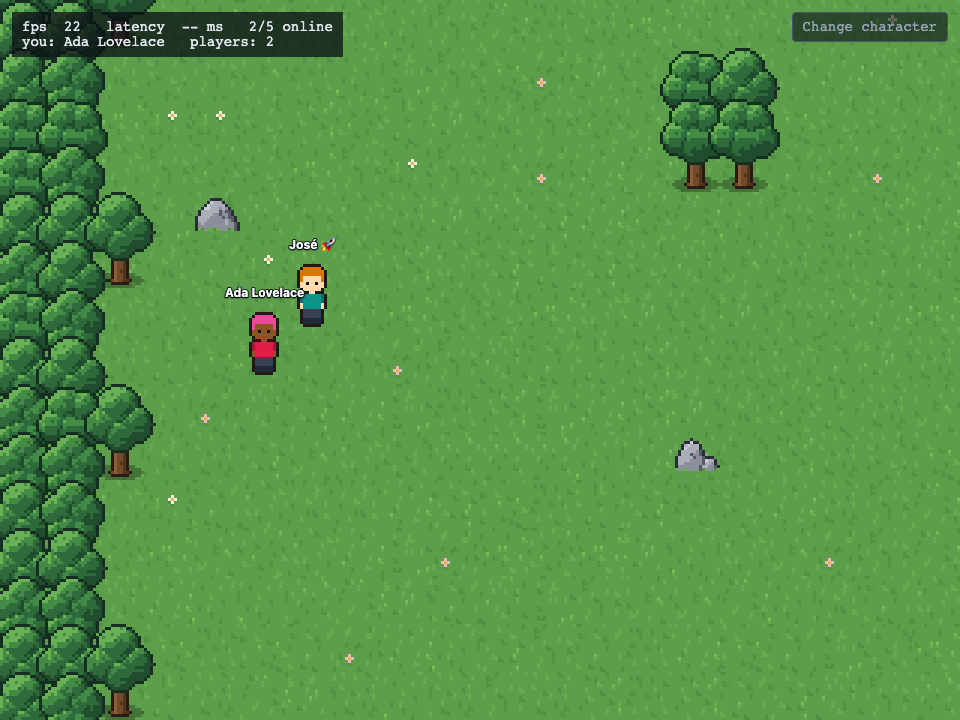 fps 22 latency -- ms 2/5 online
you: Ada Lovelace players: 2
Change character
José 🚀
Ada Lovelace